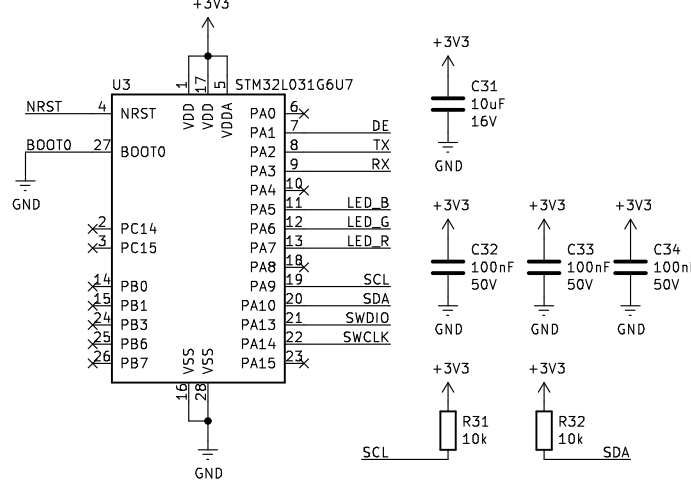 +3V3
U3
STM32L031G6U7
1
17
5
VDD
VDD
VDDA
NRST
4
NRST
BOOT0
27
BOOT0
GND
2
PC14
3
PC15
14
PB0
15
PB1
24
PB3
25
PB6
26
PB7
PA0
6
PA1
7
DE
PA2
8
TX
PA3
9
RX
PA4
10
PA5
11
LED_B
PA6
12
LED_G
PA7
13
LED_R
PA8
18
PA9
19
SCL
PA10
20
SDA
PA13
21
SWDIO
PA14
22
SWCLK
PA15
23
VSS
VSS
16
28
GND
+3V3
C31
10uF
16V
GND
+3V3
C32
100nF
50V
GND
+3V3
C33
100nF
50V
GND
+3V3
C34
100nF
50V
GND
+3V3
R31
10k
SCL
+3V3
R32
10k
SDA